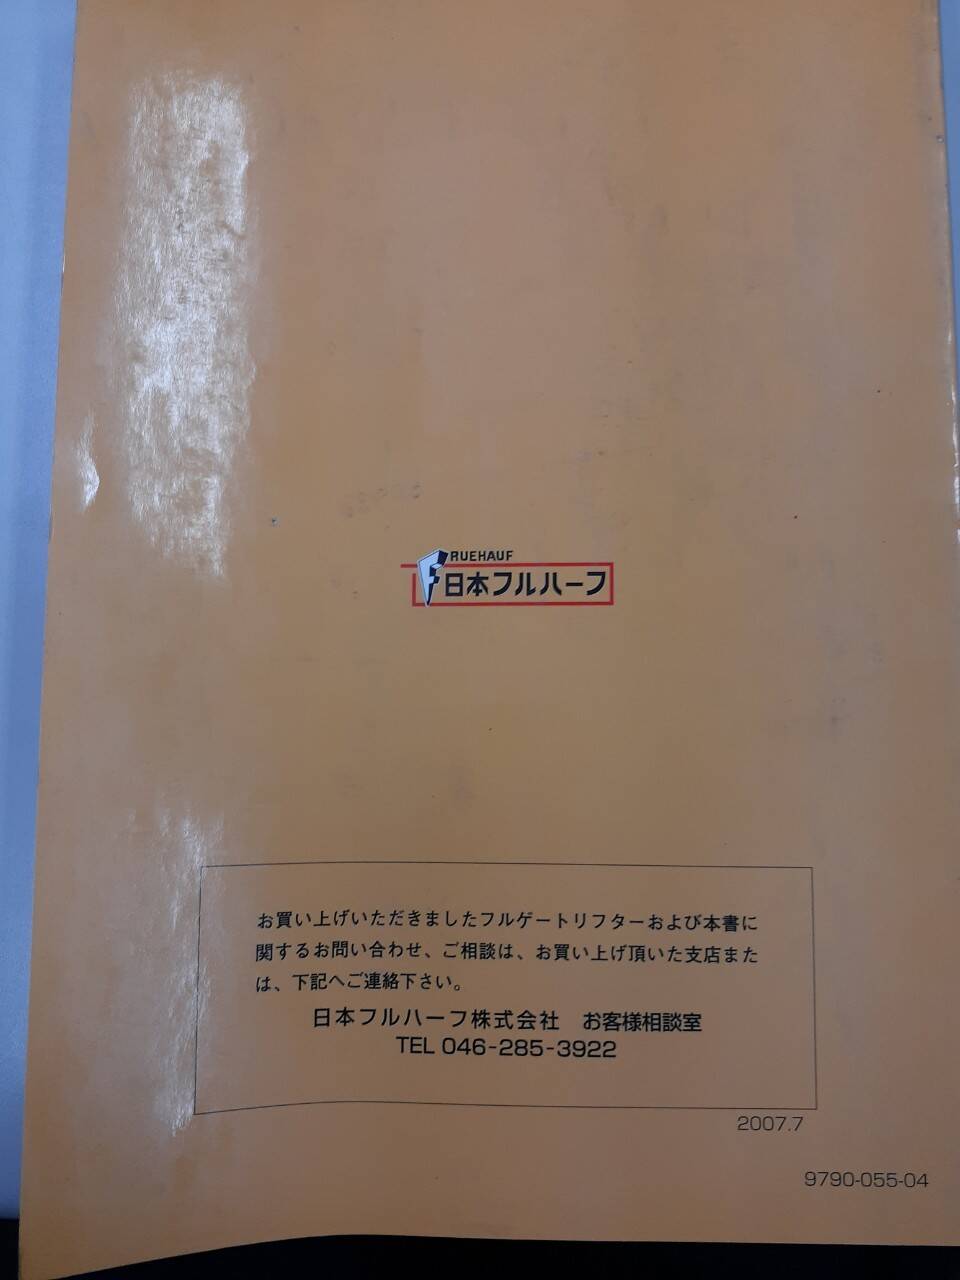 FRUEHAUF
日本フルハーフ
お買い上げいただきましたフルゲートリフターおよび本書に
関するお問い合わせ、ご相談は、お買い上げ頂いた支店また
は、下記へご連絡下さい。
日本フルハーフ株式会社　お客様相談室
TEL 046-285-3922
2007.7
9790-055-04